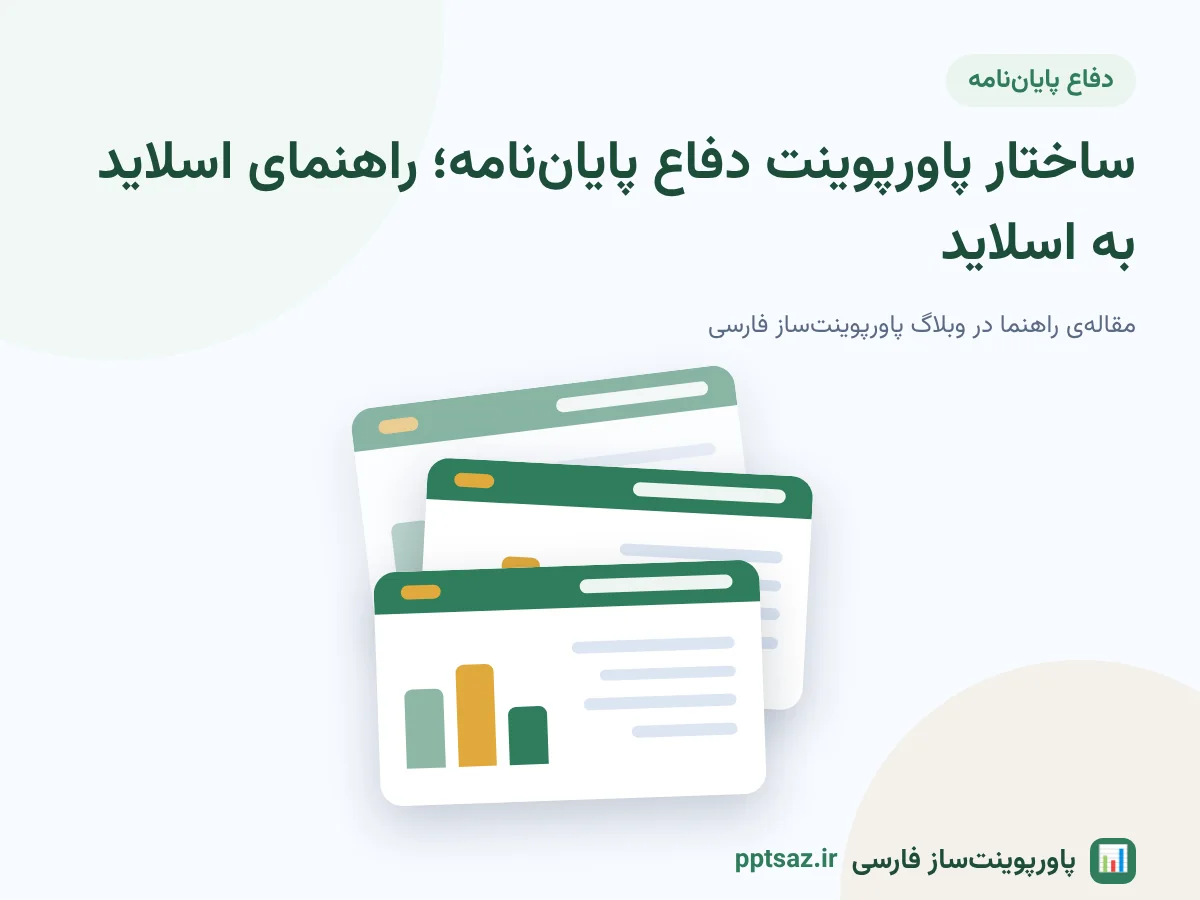 دفاع پایان‌نامه
ساختار پاورپوینت دفاع پایان‌نامه؛ راهنمای اسلاید
به اسلاید
مقاله‌ی راهنما در وبلاگ پاورپوینت‌ساز فارسی
پاورپوینت‌ساز فارسی pptsaz.ir